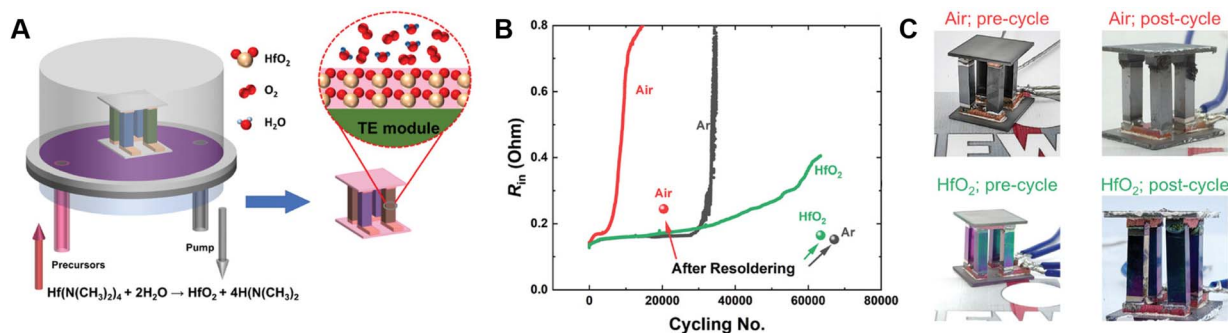 A
HfO₂
O₂
H₂O
TE module
Precursors
Pump
Hf(N(CH₃)₂)₄ + 2H₂O → HfO₂ + 4H(N(CH₃)₂
B
R_in (Ohm)
0.8
0.6
0.4
0.2
0.0
0
20000
40000
60000
80000
Cycling No.
Air
Ar
HfO₂
Air
HfO₂
Ar
After Resoldering
C
Air; pre-cycle
Air; post-cycle
EW
HfO₂; pre-cycle
HfO₂; post-cycle